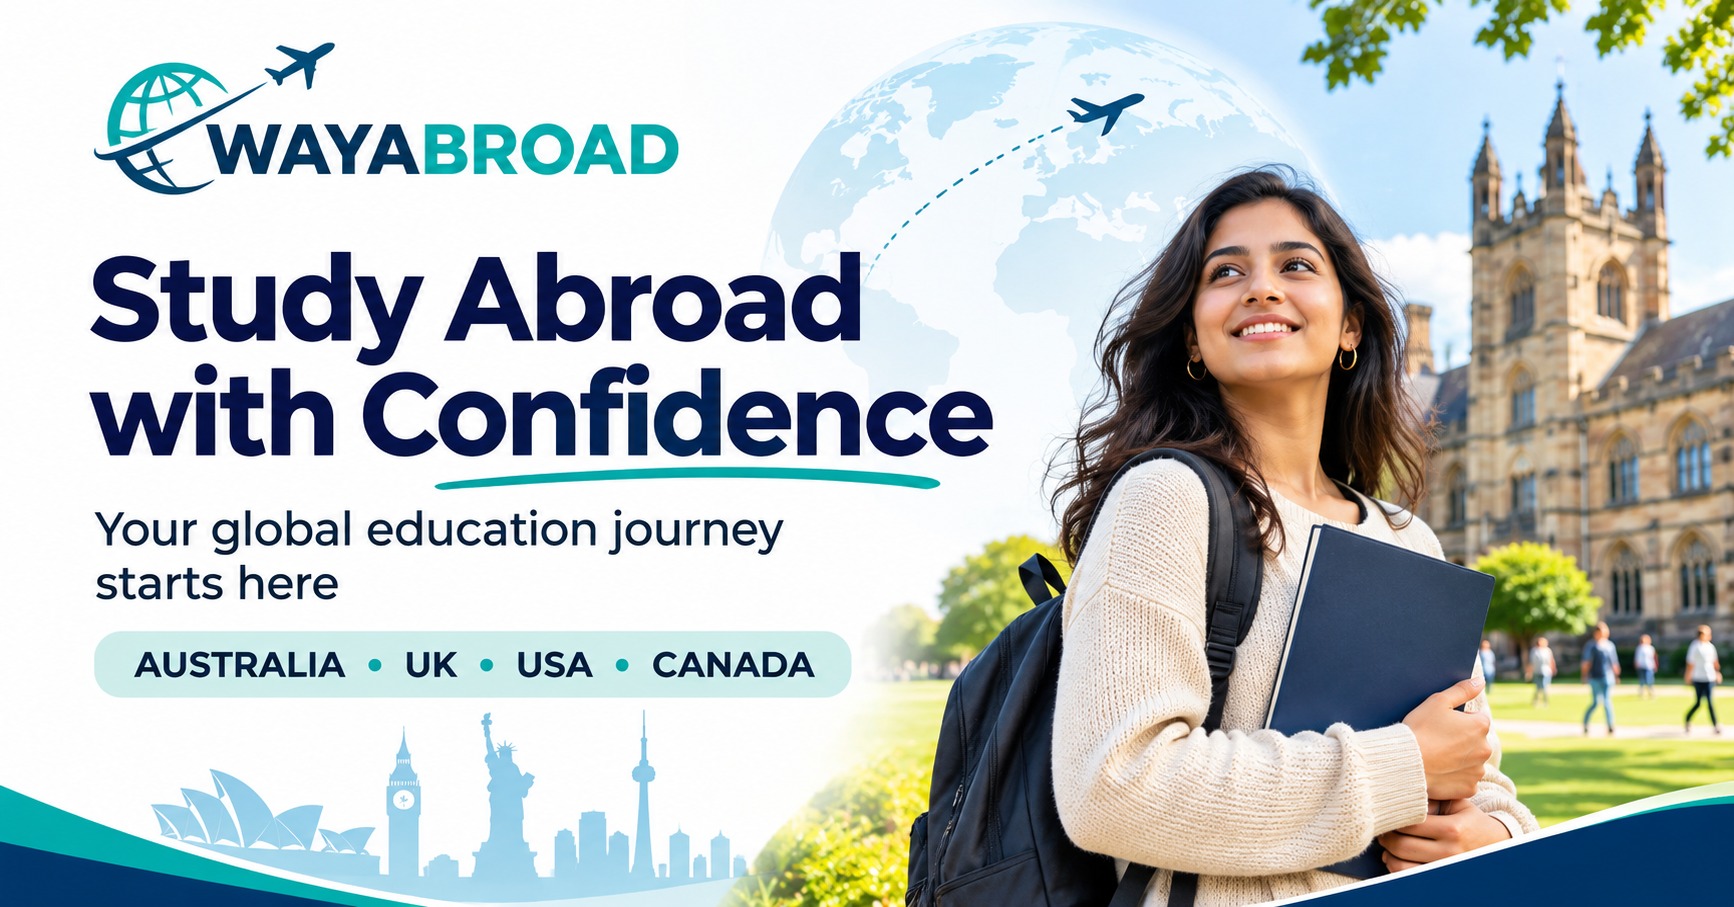 WAYABROAD
Study Abroad
with Confidence
Your global education journey
starts here
AUSTRALIA • UK • USA • CANADA